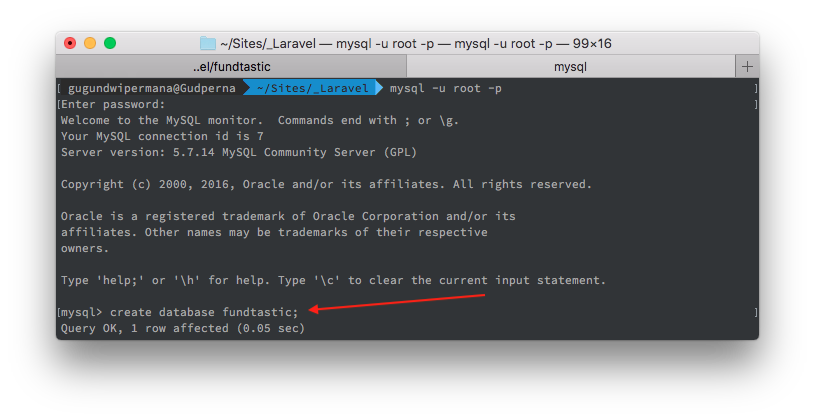 ~/Sites/_Laravel — mysql -u root -p — mysql -u root -p — 99×16
..el/fundtastic
mysql
+
[ gugundwipermana@Gudperna ~/Sites/_Laravel mysql -u root -p ]
[Enter password: ]
Welcome to the MySQL monitor.  Commands end with ; or \g.
Your MySQL connection id is 7
Server version: 5.7.14 MySQL Community Server (GPL)
Copyright (c) 2000, 2016, Oracle and/or its affiliates. All rights reserved.
Oracle is a registered trademark of Oracle Corporation and/or its
affiliates. Other names may be trademarks of their respective
owners.
Type 'help;' or '\h' for help. Type '\c' to clear the current input statement.
[mysql> create database fundtastic; ]
Query OK, 1 row affected (0.05 sec)